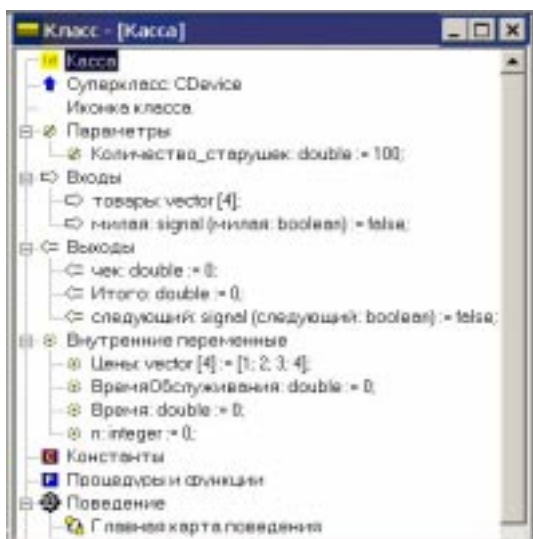 Класс - [Касса]
Касса
Суперкласс: CDevice
Иконка класса
Параметры
Количество_старушек: double := 100;
Входы
товары: vector [4];
милая: signal (милая: boolean) := false;
Выходы
чек: double := 0;
Итого: double := 0;
следующий: signal (следующий: boolean) := false;
Внутренние переменные
Цены: vector [4] := [1; 2; 3; 4];
ВремяОбслуживания: double := 0;
Время: double := 0;
n: integer := 0;
Константы
Процедуры и функции
Поведение
Главная карта поведения